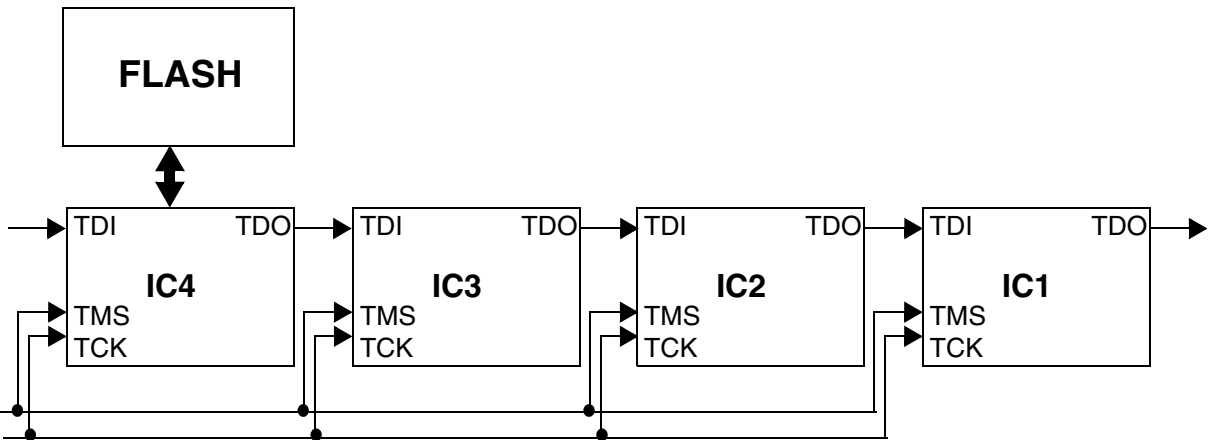 FLASH
TDI TDO
IC4
TMS
TCK
TDI TDO
IC3
TMS
TCK
TDI TDO
IC2
TMS
TCK
TDI TDO
IC1
TMS
TCK